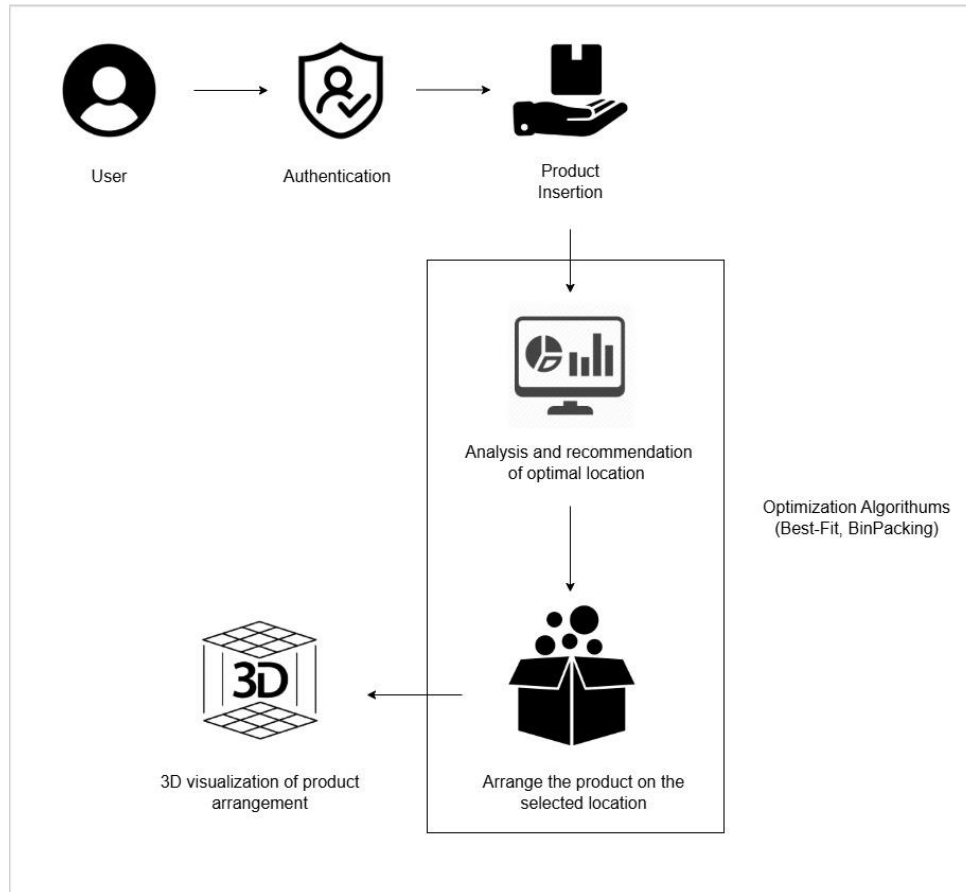 User
Authentication
Product
Insertion
Analysis and recommendation
of optimal location
Optimization Algorithums
(Best-Fit, BinPacking)
3D
3D visualization of product
arrangement
Arrange the product on the
selected location